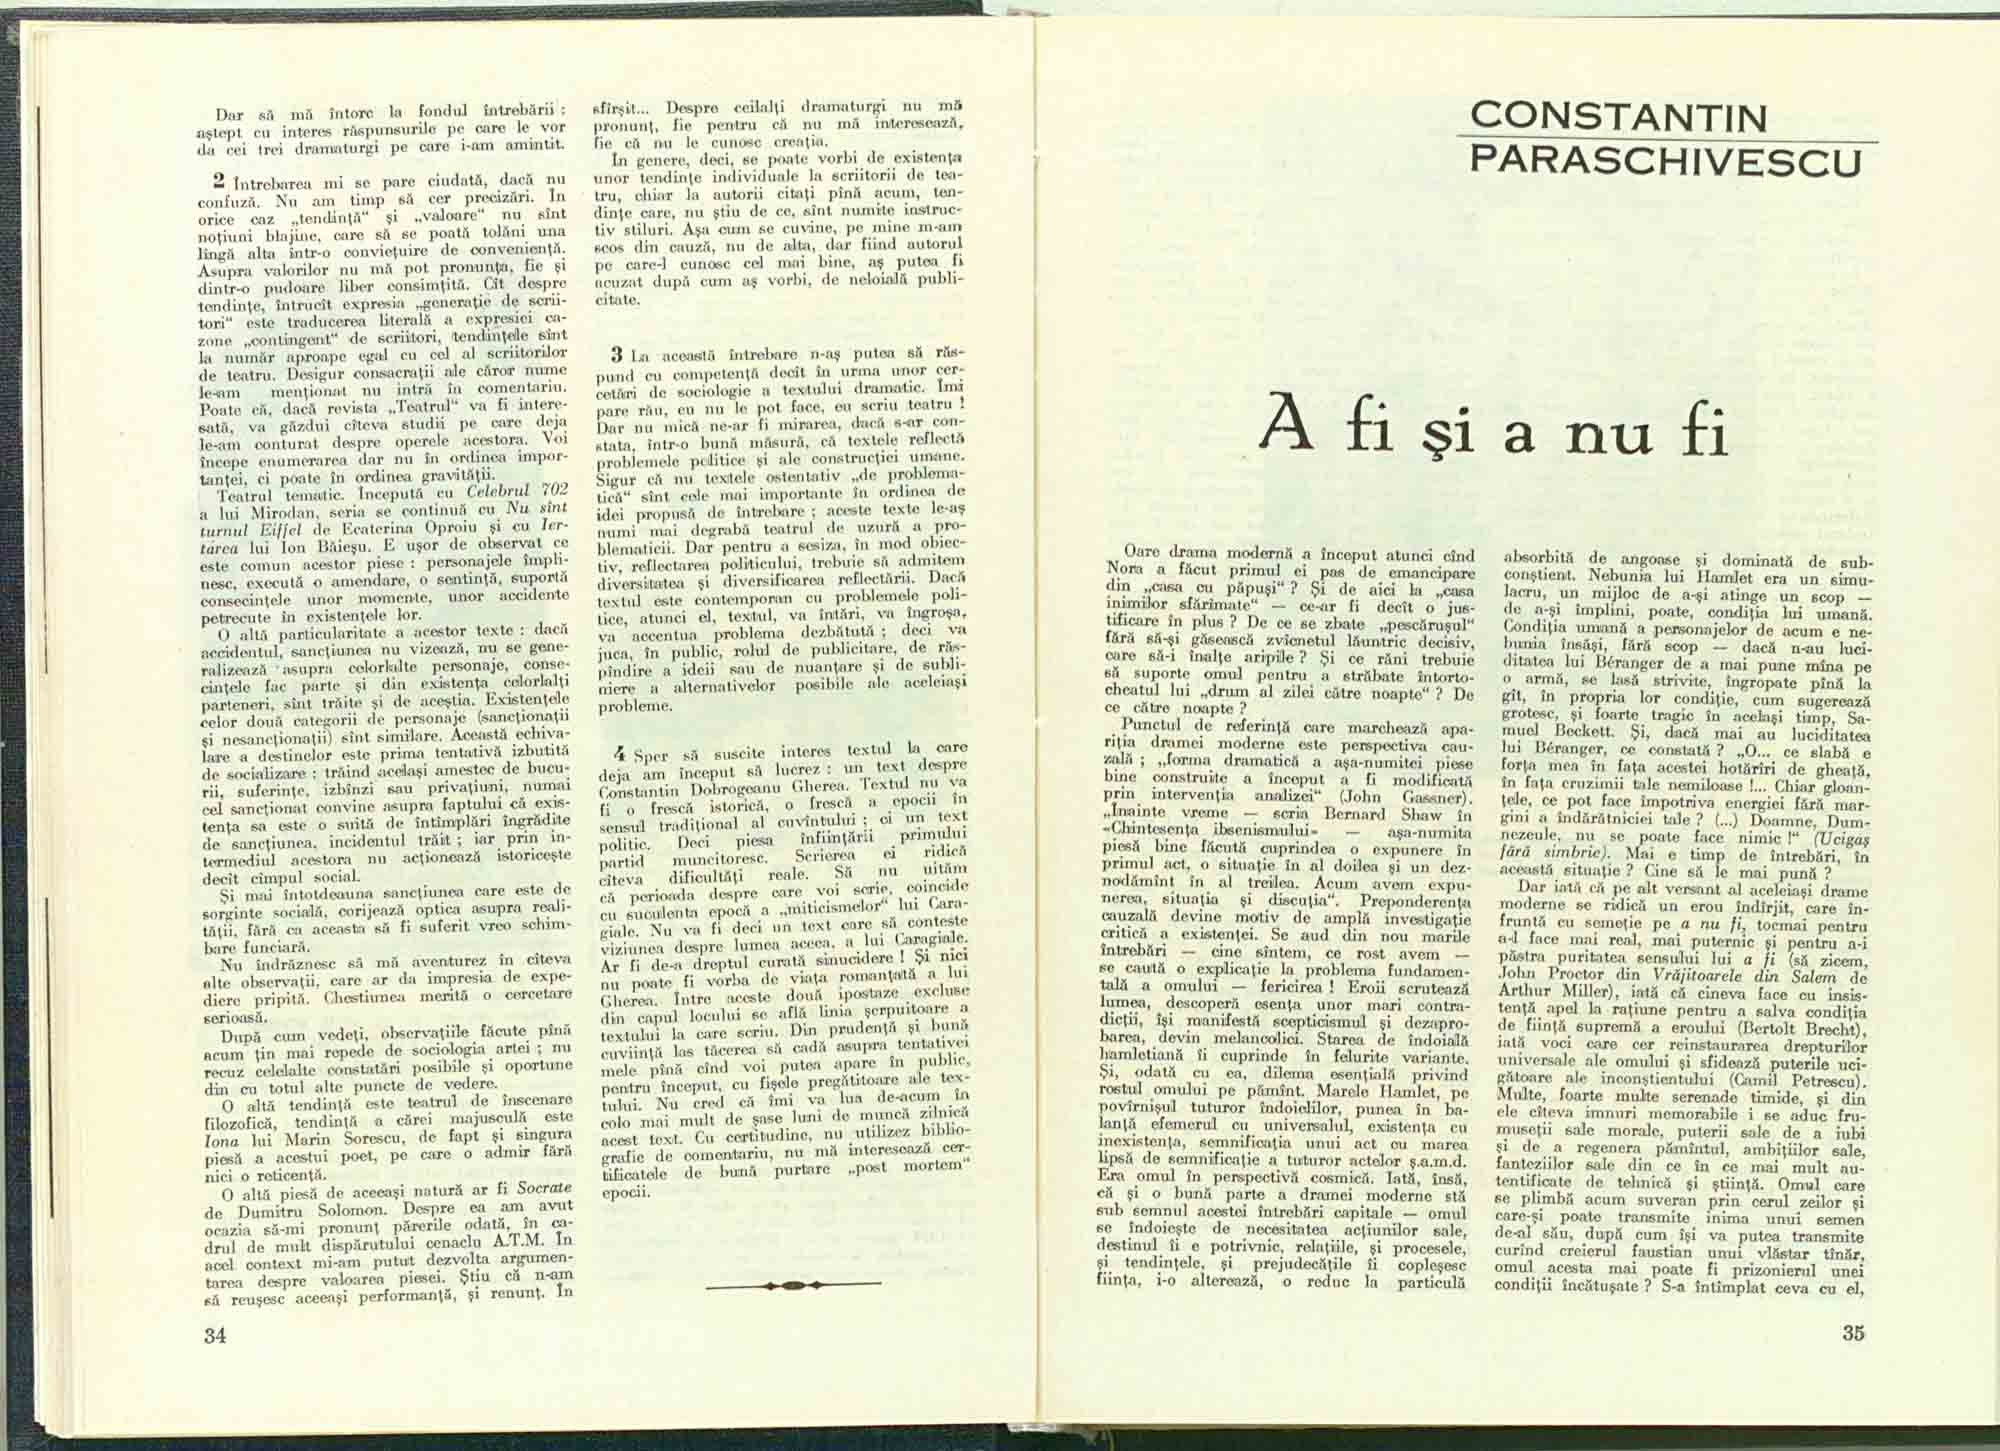 Dar să mă întorc la fondul întrebării :
aştept cu interes răspunsurile pe care le vor
da cei trei dramaturgi pe care i-am amintit.
2 Intrebarea mi se pare ciudată, dacă nu
confuză. Nu am timp să cer precizări. In
orice caz „tendinţă“ şi „valoare“ nu sînt
noţiuni blajine, care să se poată tolăni una
lîngă alta într-o convieţuire de convenienţă.
Asupra valorilor nu mă pot pronunţa, fie şi
dintr-o pudoare liber consimţită. Cît despre
tendinţe, întrucît expresia „generaţie de scrii-
tori“ este traducerea literală a expresiei ca-
zone „contingent“ de scriitori, tendinţele sînt
la număr aproape egal cu cel al scriitorilor
de teatru. Desigur consacraţii ale căror nume
le-am menţionat nu intră în comentariu.
Poate că, dacă revista „Teatrul“ va fi intere-
sată, va găzdui cîteva studii pe care deja
le-am conturat despre operele acestora. Voi
începe enumerarea dar nu în ordinea impor-
tanţei, ci poate în ordinea gravităţii.
Teatrul tematic. Începută cu Celebrul 702
a lui Mirodan, seria se continuă cu Nu sînt
turnul Eiffel de Ecaterina Oproiu şi cu Ier-
tarea lui Ion Băieşu. E uşor de observat ce
este comun acestor piese : personajele împli-
nesc, execută o amendare, o sentinţă, suportă
consecinţele unor momente, unor accidente
petrecute în existenţele lor.
O altă particularitate a acestor texte : dacă
accidentul, sancţiunea nu vizează, nu se gene-
ralizează asupra celorlalte personaje, conse-
cinţele fac parte şi din existenţa celorlalţi
parteneri, sînt trăite şi de aceştia. Existenţele
celor două categorii de personaje (sancţionaţii
şi nesancţionaţii) sînt similare. Această echiva-
lare a destinelor este prima tentativă izbutită
de socializare : trăind acelaşi amestec de bucu-
rii, suferinţe, izbînzi sau privaţiuni, numai
cel sancţionat convine asupra faptului că exis-
tenţa sa este o suită de întîmplări îngrădite
de sancţiunea, incidentul trăit ; iar prin in-
termediul acestora nu acţionează istoriceşte
decît cîmpul social.
Şi mai întotdeauna sancţiunea care este de
sorginte socială, corijează optica asupra reali-
tăţii, fără ca aceasta să fi suferit vreo schim-
bare funciară.
Nu îndrăznesc să mă aventurez în cîteva
alte observaţii, care ar da impresia de expe-
diere pripită. Chestiunea merită o cercetare
serioasă.
După cum vedeţi, observaţiile făcute pînă
acum ţin mai repede de sociologia artei ; nu
recuz celelalte constatări posibile şi oportune
din cu totul alte puncte de vedere.
O altă tendinţă este teatrul de înscenare
filozofică, tendinţă a cărei majusculă este
Iona lui Marin Sorescu, de fapt şi singura
piesă a acestui poet, pe care o admir fără
nici o reticenţă.
O altă piesă de aceeaşi natură ar fi Socrate
de Dumitru Solomon. Despre ea am avut
ocazia să-mi pronunţ părerile odată, în ca-
drul de mult dispărutului cenaclu A.T.M. In
acel context mi-am putut dezvolta argumen-
tarea despre valoarea piesei. Ştiu că n-am
să reuşesc aceeaşi performanţă, şi renunţ. În
34
sfîrşit... Despre ceilalţi dramaturgi nu mă
pronunţ, fie pentru că nu mă interesează,
fie că nu le cunosc creaţia.
In genere, deci, se poate vorbi de existenţa
unor tendinţe individuale la scriitorii de tea-
tru, chiar la autorii citaţi pînă acum, ten-
dinţe care, nu ştiu de ce, sînt numite instruc-
tiv stiluri. Aşa cum se cuvine, pe mine m-am
scos din cauză, nu de alta, dar fiind autorul
pe care-l cunosc cel mai bine, aş putea fi
acuzat după cum aş vorbi, de neloială publi-
citate.
3 La această întrebare n-aş putea să răs-
pund cu competenţă decît în urma unor cer-
cetări de sociologie a textului dramatic. Îmi
pare rău, eu nu le pot face, eu scriu teatru !
Dar nu mică ne-ar fi mirarea, dacă s-ar con-
stata, într-o bună măsură, că textele reflectă
problemele politice şi ale construcţiei umane.
Sigur că nu textele ostentativ „de problema-
tică“ sînt cele mai importante în ordinea de
idei propusă de întrebare ; aceste texte le-aş
numi mai degrabă teatrul de uzură a pro-
blematicii. Dar pentru a sesiza, în mod obiec-
tiv, reflectarea politicului, trebuie să admitem
diversitatea şi diversificarea reflectării. Dacă
textul este contemporan cu problemele poli-
tice, atunci el, textul, va întări, va îngroşa,
va accentua problema dezbătută ; deci va
juca, în public, rolul de publicitare, de răs-
pîndire a ideii sau de nuanţare şi de subli-
niere a alternativelor posibile ale aceleiaşi
probleme.
4 Sper să suscite interes textul la care
deja am început să lucrez : un text despre
Constantin Dobrogeanu Gherea. Textul nu va
fi o frescă istorică, o frescă a epocii în
sensul tradiţional al cuvîntului ; ci un text
politic. Deci piesa înfiinţării primului
partid muncitoresc. Scrierea ei ridică
cîteva dificultăţi reale. Să nu uităm
că perioada despre care voi scrie, coincide
cu suculenta epocă a „miticismelor“ lui Cara-
giale. Nu va fi deci un text care să conteste
viziunea despre lumea aceea, a lui Caragiale.
Ar fi de-a dreptul curată sinucidere ! Şi nici
nu poate fi vorba de viaţa romanţată a lui
Gherea. Intre aceste două ipostaze excluse
din capul locului se află linia şerpuitoare a
textului la care scriu. Din prudenţă şi bună
cuviinţă las tăcerea să cadă asupra tentativei
mele pînă cînd voi putea apare în public,
pentru început, cu fişele pregătitoare ale tex-
tului. Nu cred că îmi va lua de-acum în
colo mai mult de şase luni de muncă zilnică
acest text. Cu certitudine, nu utilizez biblio-
grafie de comentariu, nu mă interesează cer-
tificatele de bună purtare „post mortem“
epocii.
CONSTANTIN
PARASCHIVESCU
A fi şi a nu fi
Oare drama modernă a început atunci cînd
Nora a făcut primul ei pas de emancipare
din „casa cu păpuşi“ ? Şi de aici la „casa
inimilor sfărîmate“ — ce-ar fi decît o jus-
tificare în plus ? De ce se zbate „pescăruşul“
fără să-şi găsească zvîcnetul lăuntric decisiv,
care să-i înalţe aripile ? Şi ce răni trebuie
să suporte omul pentru a străbate întorto-
cheatul lui „drum al zilei către noapte“ ? De
ce către noapte ?
Punctul de referinţă care marchează apa-
riţia dramei moderne este perspectiva cau-
zală ; „forma dramatică a aşa-numitei piese
bine construite a început a fi modificată
prin intervenţia analizei“ (John Gassner).
„Înainte vreme — scria Bernard Shaw în
«Chintesenţa ibsenismului» — aşa-numita
piesă bine făcută cuprindea o expunere în
primul act, o situaţie în al doilea şi un dez-
nodămînt în al treilea. Acum avem expu-
nerea, situaţia şi discuţia“. Preponderenţa
cauzală devine motiv de amplă investigaţie
critică a existenţei. Se aud din nou marile
întrebări — cine sîntem, ce rost avem —
se caută o explicaţie la problema fundamen-
tală a omului — fericirea ! Eroii scrutează
lumea, descoperă esenţa unor mari contra-
dicţii, îşi manifestă scepticismul şi dezapro-
barea, devin melancolici. Starea de îndoială
hamletiană îi cuprinde în felurite variante.
Şi, odată cu ea, dilema esenţială privind
rostul omului pe pămînt. Marele Hamlet, pe
povîrnişul tuturor îndoielilor, punea în ba-
lanţă efemerul cu universalul, existenţa cu
inexistenţa, semnificaţia unui act cu marea
lipsă de semnificaţie a tuturor actelor ş.a.m.d.
Era omul în perspectivă cosmică. Iată, însă,
că şi o bună parte a dramei moderne stă
sub semnul acestei întrebări capitale — omul
se îndoieşte de necesitatea acţiunilor sale,
destinul îi e potrivnic, relaţiile, şi procesele,
şi tendinţele, şi prejudecăţile îi copleşesc
fiinţa, i-o alterează, o reduc la particulă
absorbită de angoase şi dominată de sub-
conştient. Nebunia lui Hamlet era un simu-
lacru, un mijloc de a-şi atinge un scop —
de a-şi împlini, poate, condiţia lui umană.
Condiţia umană a personajelor de acum e ne-
bunia însăşi, fără scop — dacă n-au luci-
ditatea lui Béranger de a mai pune mîna pe
o armă, se lasă strivite, îngropate pînă la
gît, în propria lor condiţie, cum sugerează
grotesc, şi foarte tragic în acelaşi timp, Sa-
muel Beckett. Şi, dacă mai au luciditatea
lui Béranger, ce constată ? „O... ce slabă e
forţa mea în faţa acestei hotărîri de gheaţă,
în faţa cruzimii tale nemiloase !... Chiar gloan-
ţele, ce pot face împotriva energiei fără mar-
gini a îndărătniciei tale ? (...) Doamne, Dum-
nezeule, nu se poate face nimic !“ (Ucigaş
fără simbrie). Mai e timp de întrebări, în
această situaţie ? Cine să le mai pună ?
Dar iată că pe alt versant al aceleiaşi drame
moderne se ridică un erou îndîrjit, care în-
fruntă cu semeţie pe a nu fi, tocmai pentru
a-l face mai real, mai puternic şi pentru a-i
păstra puritatea sensului lui a fi (să zicem,
John Proctor din Vrăjitoarele din Salem de
Arthur Miller), iată că cineva face cu insis-
tenţă apel la raţiune pentru a salva condiţia
de fiinţă supremă a eroului (Bertolt Brecht),
iată voci care cer reinstaurarea drepturilor
universale ale omului şi sfidează puterile uci-
gătoare ale inconştientului (Camil Petrescu).
Multe, foarte multe serenade timide, şi din
ele cîteva imnuri memorabile i se aduc fru-
museţii sale morale, puterii sale de a iubi
şi de a regenera pămîntul, ambiţiilor sale,
fanteziilor sale din ce în ce mai mult au-
tentificate de tehnică şi ştiinţă. Omul care
se plimbă acum suveran prin cerul zeilor şi
care-şi poate transmite inima unui semen
de-al său, după cum îşi va putea transmite
curînd creierul faustian unui vlăstar tînăr,
omul acesta mai poate fi prizonierul unei
condiţii încătuşate ? S-a întîmplat ceva cu el,
35